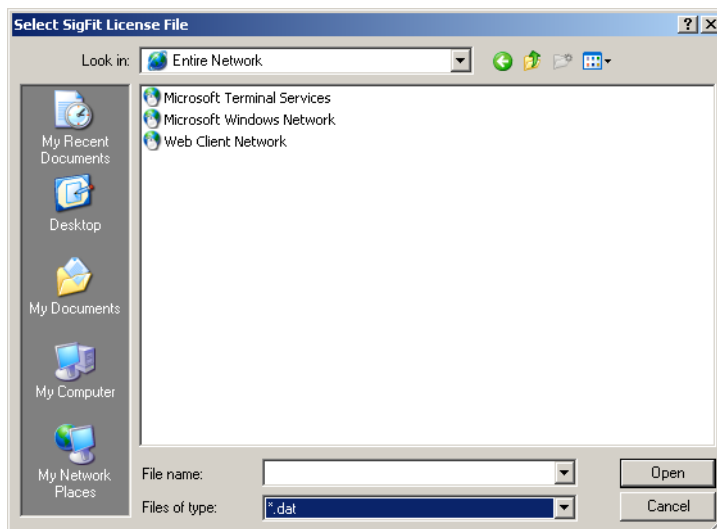 Select SigFit License File
Look in:
Entire Network
Microsoft Terminal Services
Microsoft Windows Network
Web Client Network
My Recent
Documents
Desktop
My Documents
My Computer
My Network
Places
File name:
Open
Files of type:
*.dat
Cancel